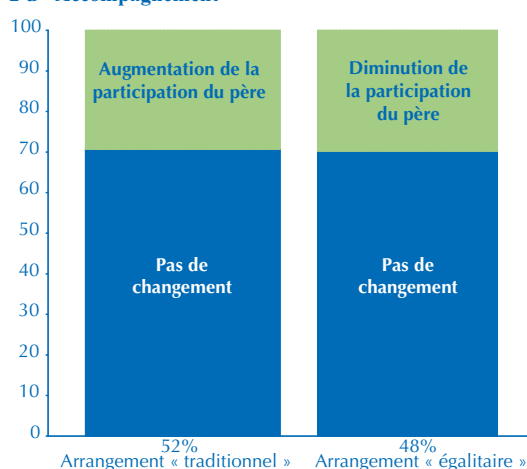 100
90
80
70
60
50
40
30
20
10
0
Augmentation de la
participation du père
Diminution de
la participation
du père
Pas de
changement
Pas de
changement
52%
Arrangement « traditionnel »
48%
Arrangement « égalitaire »